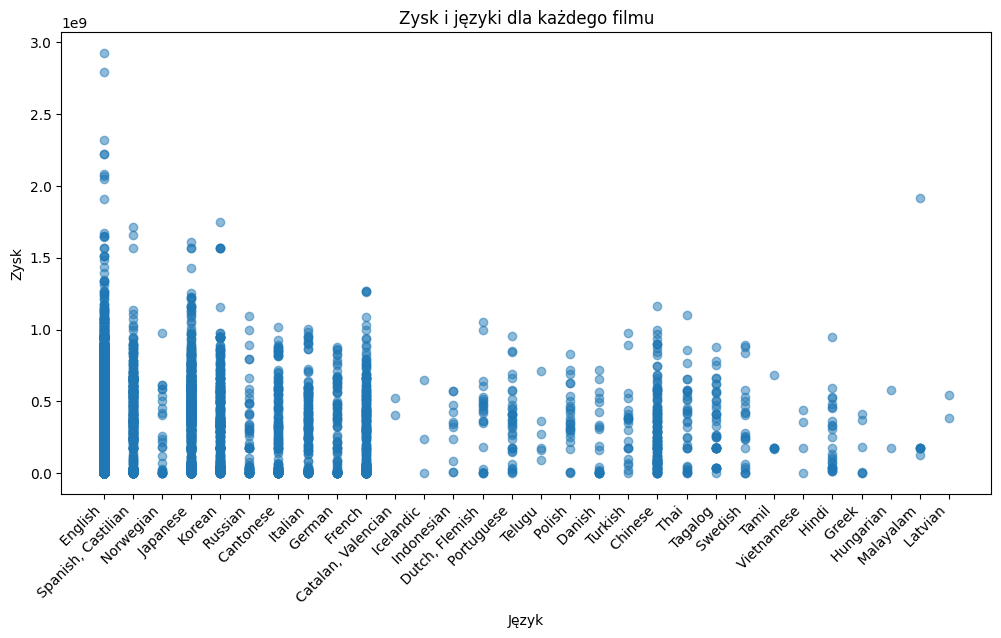 Zysk i języki dla każdego filmu
1e9
3.0
2.5
2.0
1.5
1.0
0.5
0.0
Zysk
English
Spanish, Castilian
Norwegian
Japanese
Korean
Russian
Cantonese
Italian
German
French
Catalan, Valencian
Icelandic
Indonesian
Dutch, Flemish
Portuguese
Telugu
Polish
Danish
Turkish
Chinese
Thai
Tagalog
Swedish
Tamil
Vietnamese
Hindi
Greek
Hungarian
Malayalam
Latvian
Język